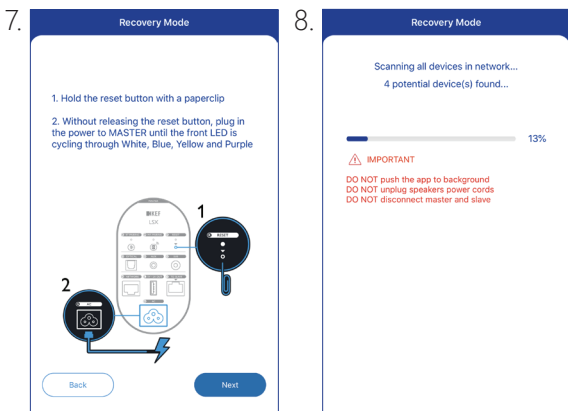 7.
Recovery Mode
1. Hold the reset button with a paperclip
2. Without releasing the reset button, plug in
the power to MASTER until the front LED is
cycling through White, Blue, Yellow and Purple
KEF
LSX
1
RESET
2
Back
Next
8.
Recovery Mode
Scanning all devices in network...
4 potential device(s) found...
13%
IMPORTANT
DO NOT push the app to background
DO NOT unplug speakers power cords
DO NOT disconnect master and slave